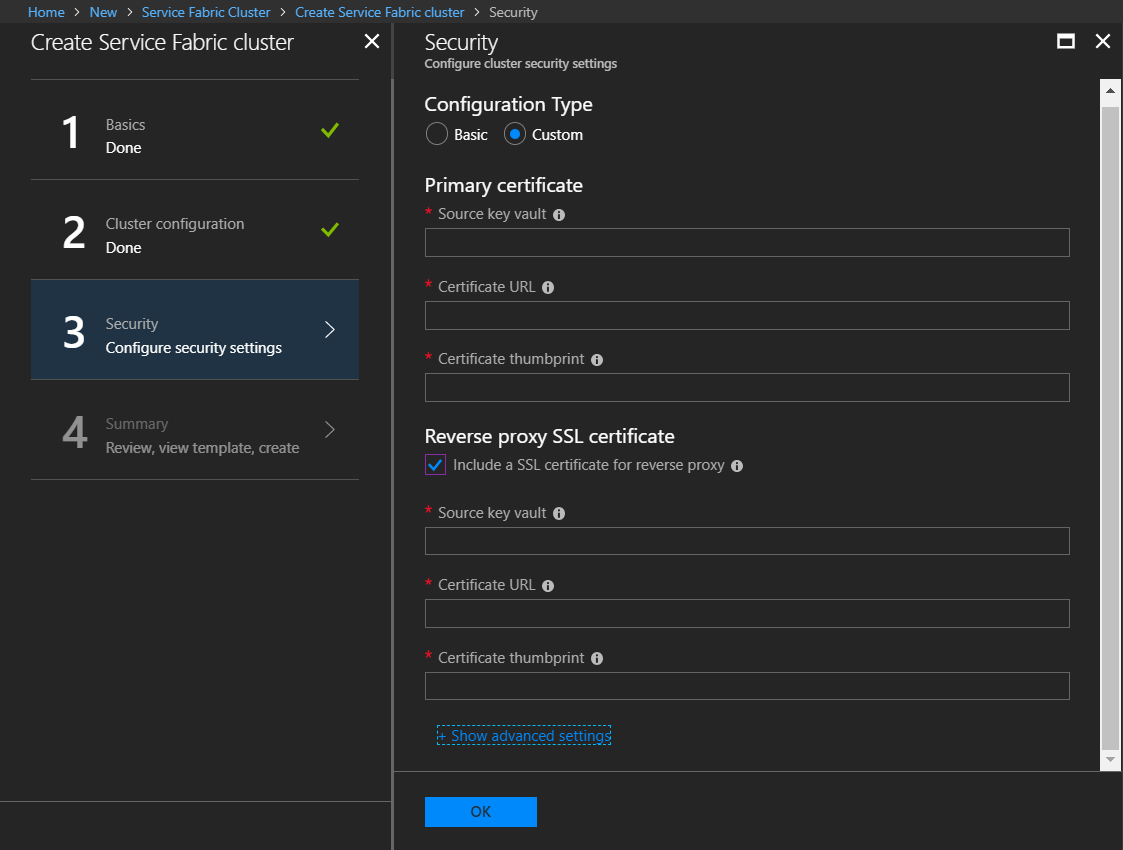 Home > New > Service Fabric Cluster > Create Service Fabric cluster > Security
Create Service Fabric cluster
1
Basics
Done
2
Cluster configuration
Done
3
Security
Configure security settings
4
Summary
Review, view template, create
Security
Configure cluster security settings
Configuration Type
Basic Custom
Primary certificate
* Source key vault
* Certificate URL
* Certificate thumbprint
Reverse proxy SSL certificate
Include a SSL certificate for reverse proxy
* Source key vault
* Certificate URL
* Certificate thumbprint
+ Show advanced settings
OK